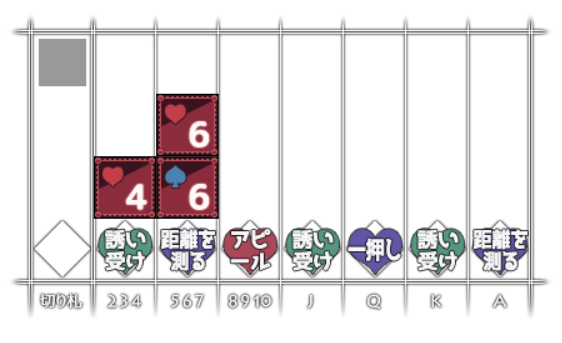 6
4
6
誘い受け
距離を測る
アピール
誘い受け
一押し
誘い受け
距離を測る
切り札
234
567
8910
J
Q
K
A